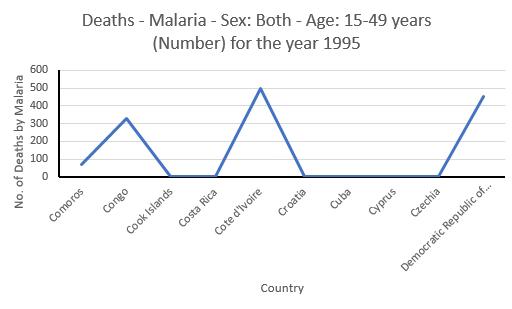 Deaths - Malaria - Sex: Both - Age: 15-49 years
(Number) for the year 1995
600
500
400
300
200
100
0
No. of Deaths by Malaria
Comoros
Congo
Cook Islands
Costa Rica
Cote d'Ivoire
Croatia
Cuba
Cyprus
Czechia
Democratic Republic of...
Country